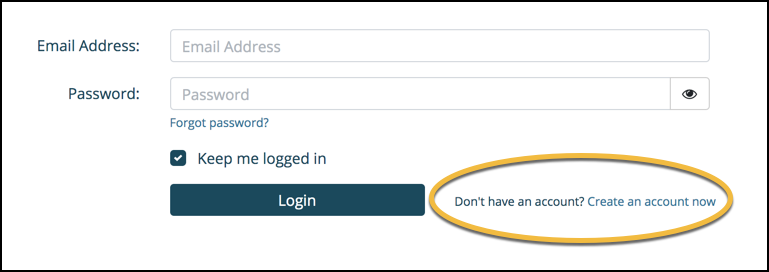 Email Address: Email Address
Password: Password
Forgot password?
Keep me logged in
Login Don't have an account? Create an account now